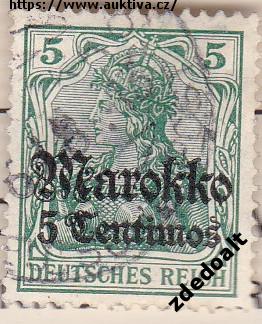 https://www.auktiva.cz/
5 5
Marokko
5 Centimos
DEUTSCHES REICH
zdedoalt